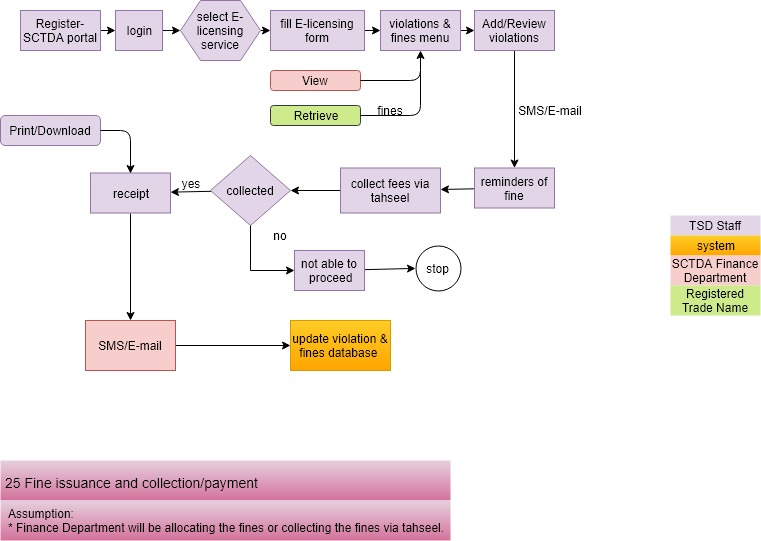 Register-
SCTDA portal
login
select E-
licensing
service
fill E-licensing
form
violations &
fines menu
Add/Review
violations
View
Retrieve
fines
SMS/E-mail
Print/Download
receipt
yes
collected
collect fees via
tahseel
reminders of
fine
no
not able to
proceed
stop
TSD Staff
system
SCTDA Finance
Department
Registered
Trade Name
SMS/E-mail
update violation &
fines database
25 Fine issuance and collection/payment
Assumption:
* Finance Department will be allocating the fines or collecting the fines via tahseel.